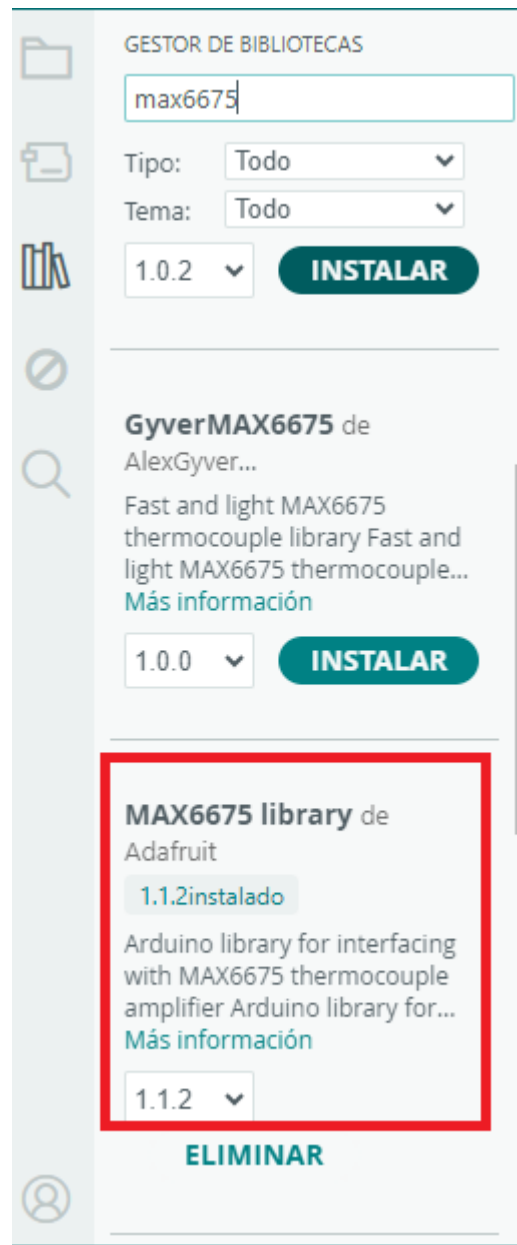 GESTOR DE BIBLIOTECAS
max6675
Tipo: Todo
Tema: Todo
1.0.2 INSTALAR
GyverMAX6675 de
AlexGyver...
Fast and light MAX6675
thermocouple library Fast and
light MAX6675 thermocouple...
Más información
1.0.0 INSTALAR
MAX6675 library de
Adafruit
1.1.2instalado
Arduino library for interfacing
with MAX6675 thermocouple
amplifier Arduino library for...
Más información
1.1.2
ELIMINAR